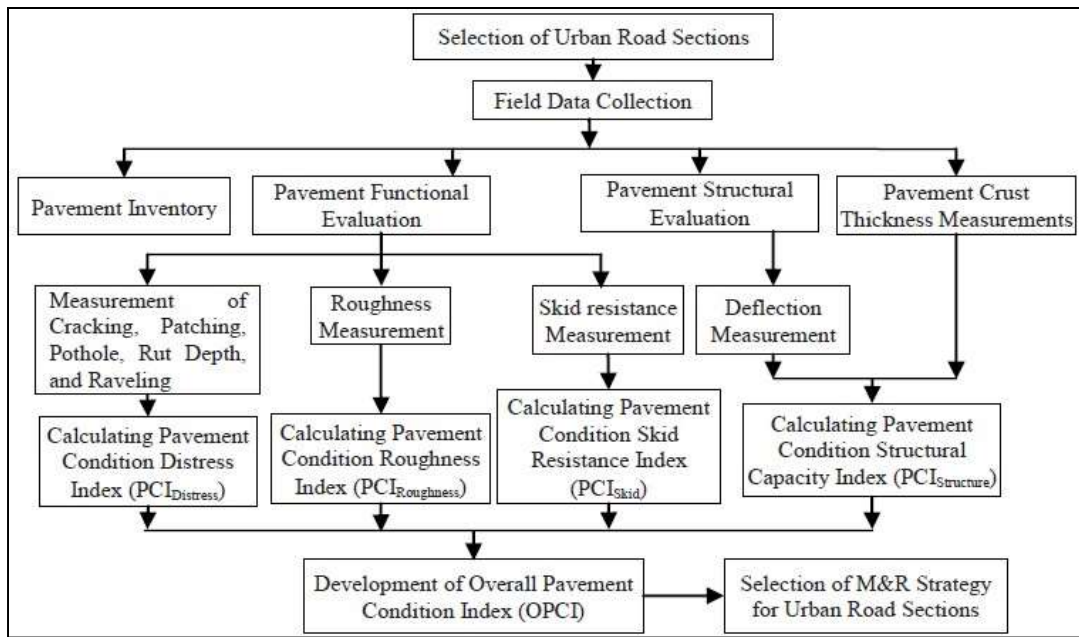 Selection of Urban Road Sections
Field Data Collection
Pavement Inventory
Pavement Functional
Evaluation
Pavement Structural
Evaluation
Pavement Crust
Thickness Measurements
Measurement of
Cracking, Patching,
Pothole, Rut Depth,
and Raveling
Roughness
Measurement
Skid resistance
Measurement
Deflection
Measurement
Calculating Pavement
Condition Distress
Index (PCIDistress)
Calculating Pavement
Condition Roughness
Index (PCIRoughness)
Calculating Pavement
Condition Skid
Resistance Index
(PCISkid)
Calculating Pavement
Condition Structural
Capacity Index (PCIStructure)
Development of Overall Pavement
Condition Index (OPCI)
Selection of M&R Strategy
for Urban Road Sections